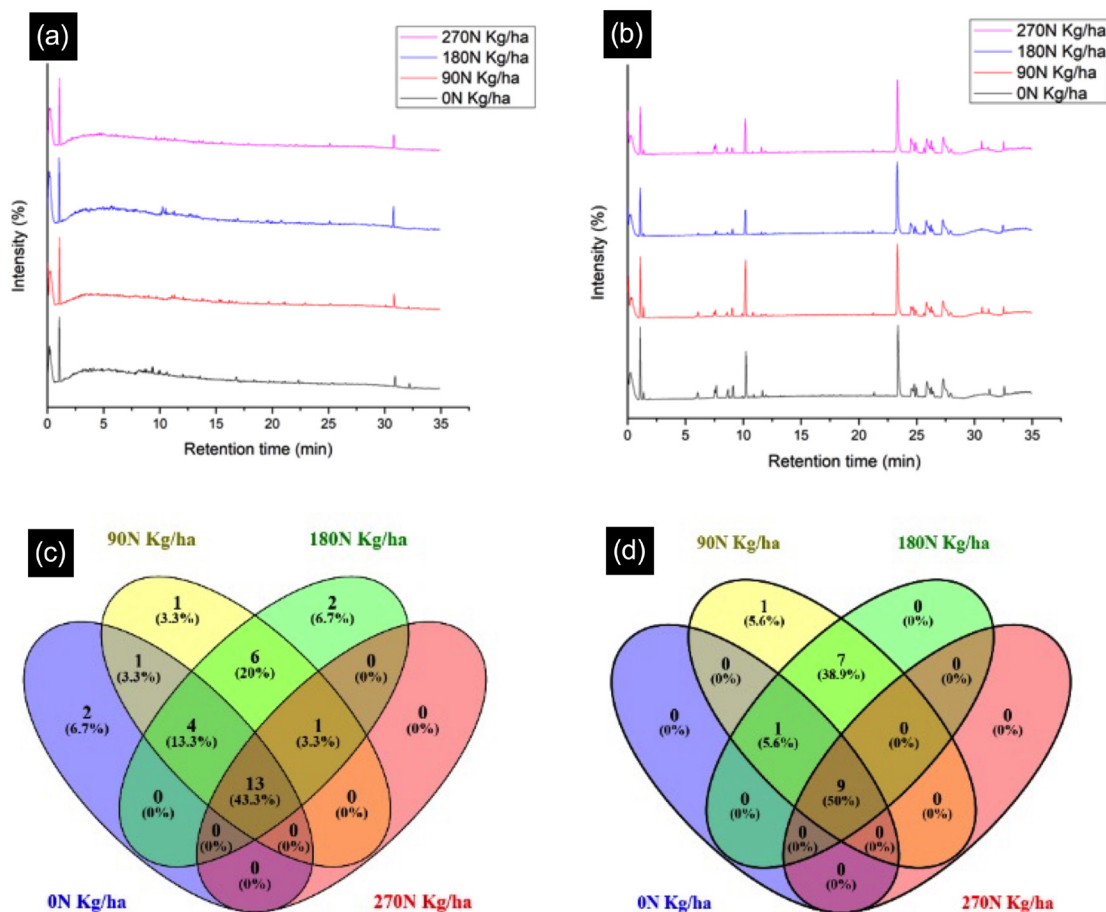 (a)
270N Kg/ha
180N Kg/ha
90N Kg/ha
0N Kg/ha
Intensity (%)
0 5 10 15 20 25 30 35
Retention time (min)
(b)
270N Kg/ha
180N Kg/ha
90N Kg/ha
0N Kg/ha
Intensity (%)
0 5 10 15 20 25 30 35
Retention time (min)
(c)
90N Kg/ha 180N Kg/ha
1
(3.3%)
2
(6.7%)
1
(3.3%)
6
(20%)
0
(0%)
2
(6.7%)
4
(13.3%)
1
(3.3%)
0
(0%)
13
(43.3%)
0
(0%)
0
(0%)
0
(0%)
0
(0%)
0
(0%)
0N Kg/ha 270N Kg/ha
(d)
90N Kg/ha 180N Kg/ha
1
(5.6%)
0
(0%)
0
(0%)
7
(38.9%)
0
(0%)
0
(0%)
1
(5.6%)
0
(0%)
0
(0%)
9
(50%)
0
(0%)
0
(0%)
0
(0%)
0
(0%)
0
(0%)
0N Kg/ha 270N Kg/ha